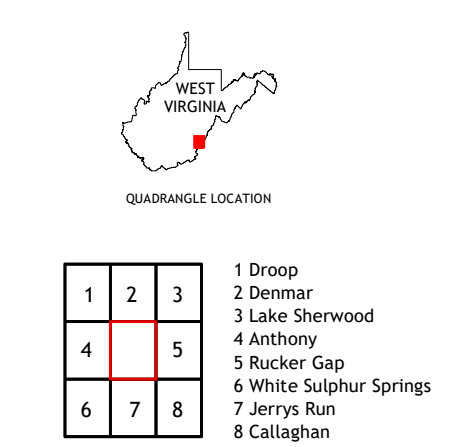 WEST
VIRGINIA
QUADRANGLE LOCATION
1 2 3
4 5
6 7 8
1 Droop
2 Denmar
3 Lake Sherwood
4 Anthony
5 Rucker Gap
6 White Sulphur Springs
7 Jerrys Run
8 Callaghan